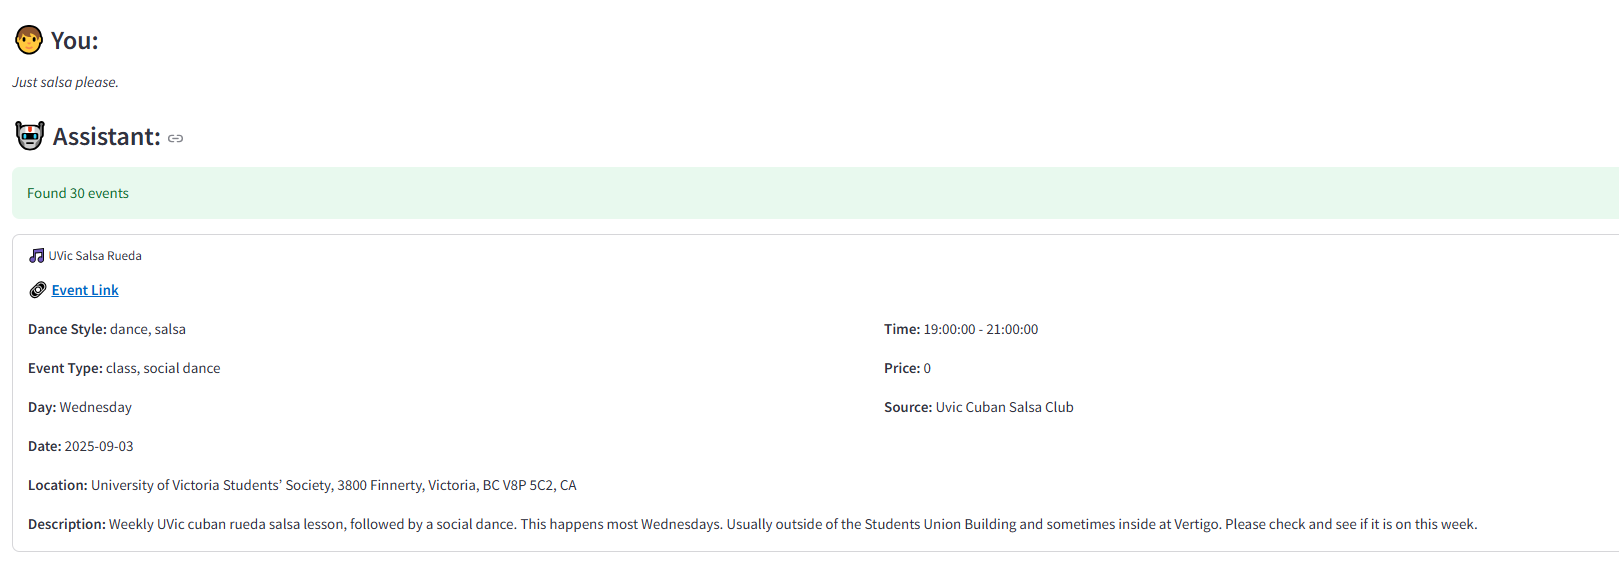 You:
Just salsa please.
Assistant:
Found 30 events
UVic Salsa Rueda
Event Link
Dance Style: dance, salsa
Time: 19:00:00 - 21:00:00
Event Type: class, social dance
Price: 0
Day: Wednesday
Source: Uvic Cuban Salsa Club
Date: 2025-09-03
Location: University of Victoria Students’ Society, 3800 Finnerty, Victoria, BC V8P 5C2, CA
Description: Weekly UVic cuban rueda salsa lesson, followed by a social dance. This happens most Wednesdays. Usually outside of the Students Union Building and sometimes inside at Vertigo. Please check and see if it is on this week.